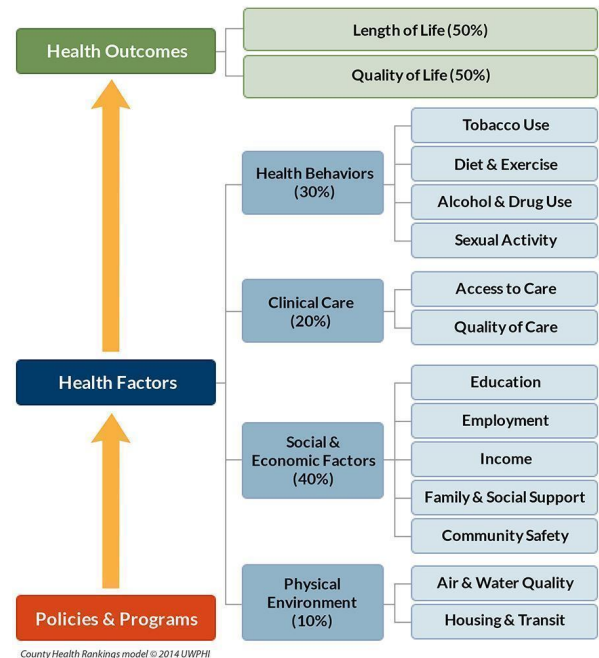 Health Outcomes
Length of Life (50%)
Quality of Life (50%)
Tobacco Use
Health Behaviors
(30%)
Diet & Exercise
Alcohol & Drug Use
Sexual Activity
Clinical Care
(20%)
Access to Care
Quality of Care
Health Factors
Social &
Economic Factors
(40%)
Education
Employment
Income
Family & Social Support
Community Safety
Physical
Environment
(10%)
Air & Water Quality
Housing & Transit
Policies & Programs
County Health Rankings model © 2014 UWPHI